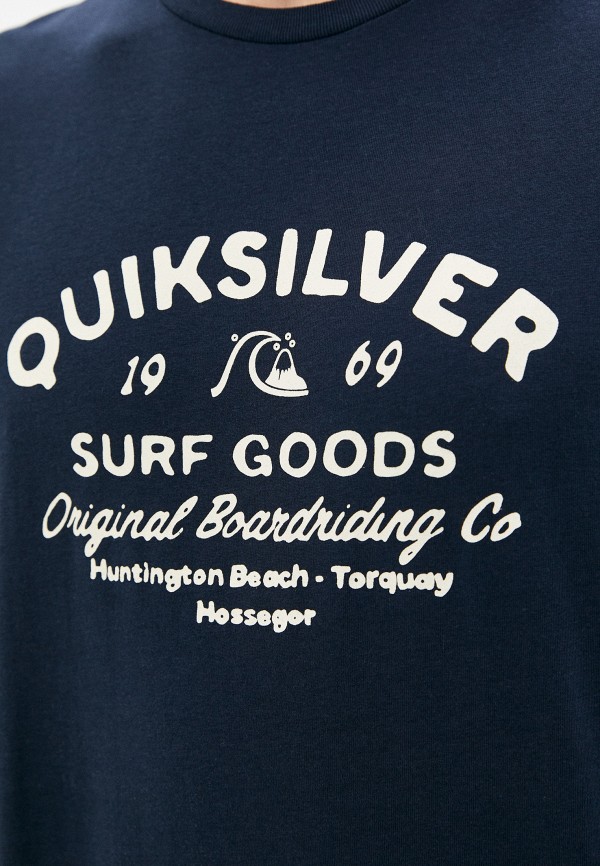 QUIKSILVER
19 69
SURF GOODS
Original Boardriding Co
Huntington Beach · Torquay
Hossegor